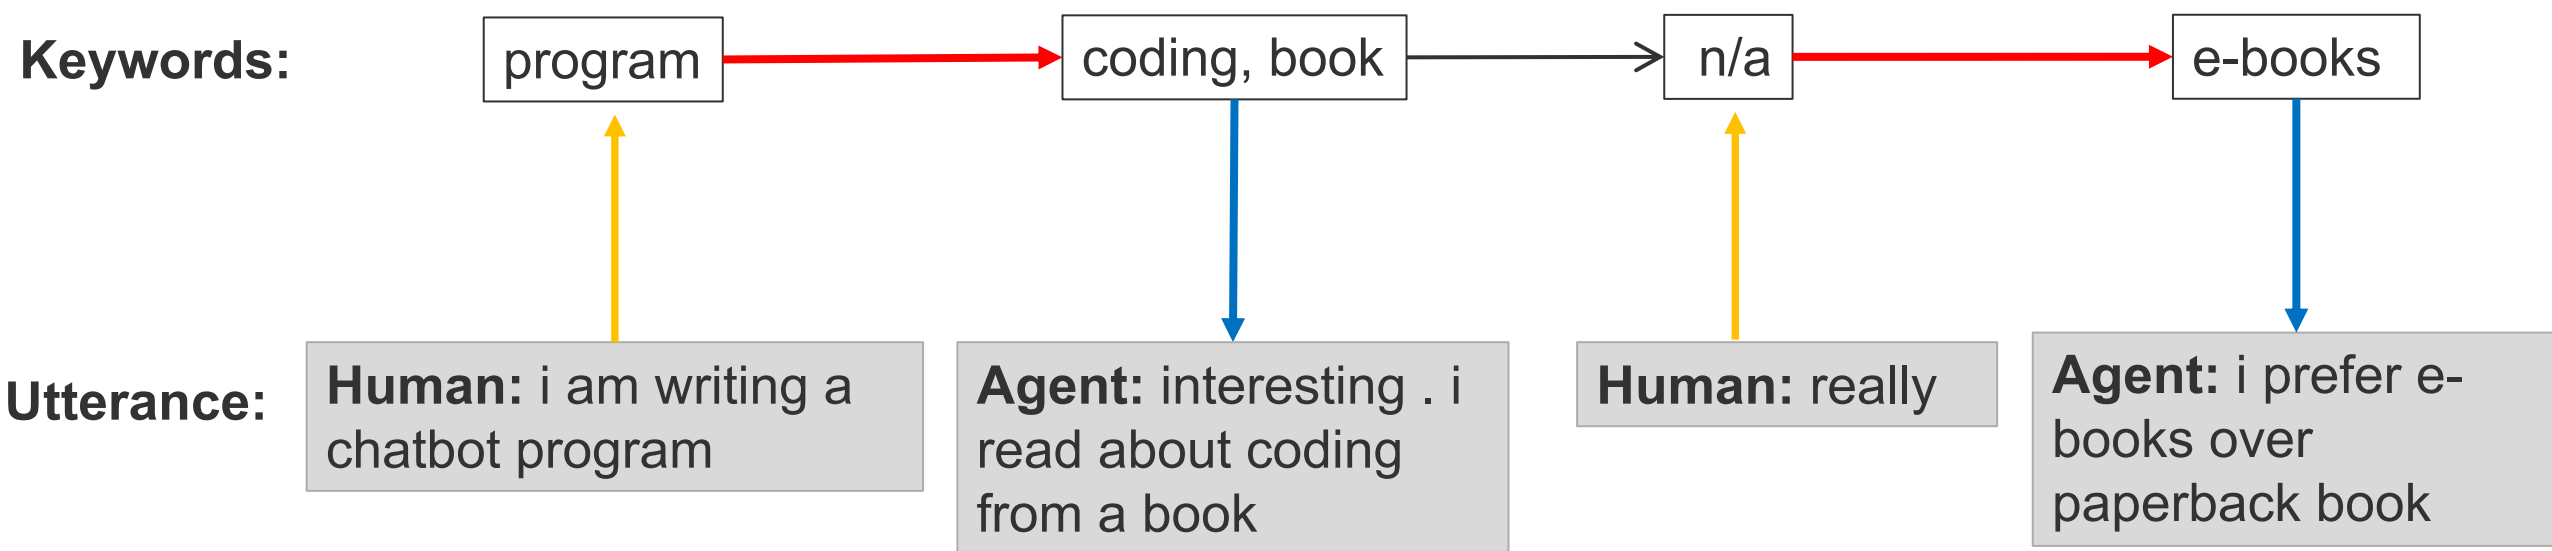 Keywords:
program
coding, book
n/a
e-books
Utterance:
Human: i am writing a
chatbot program
Agent: interesting . i
read about coding
from a book
Human: really
Agent: i prefer e-
books over
paperback book